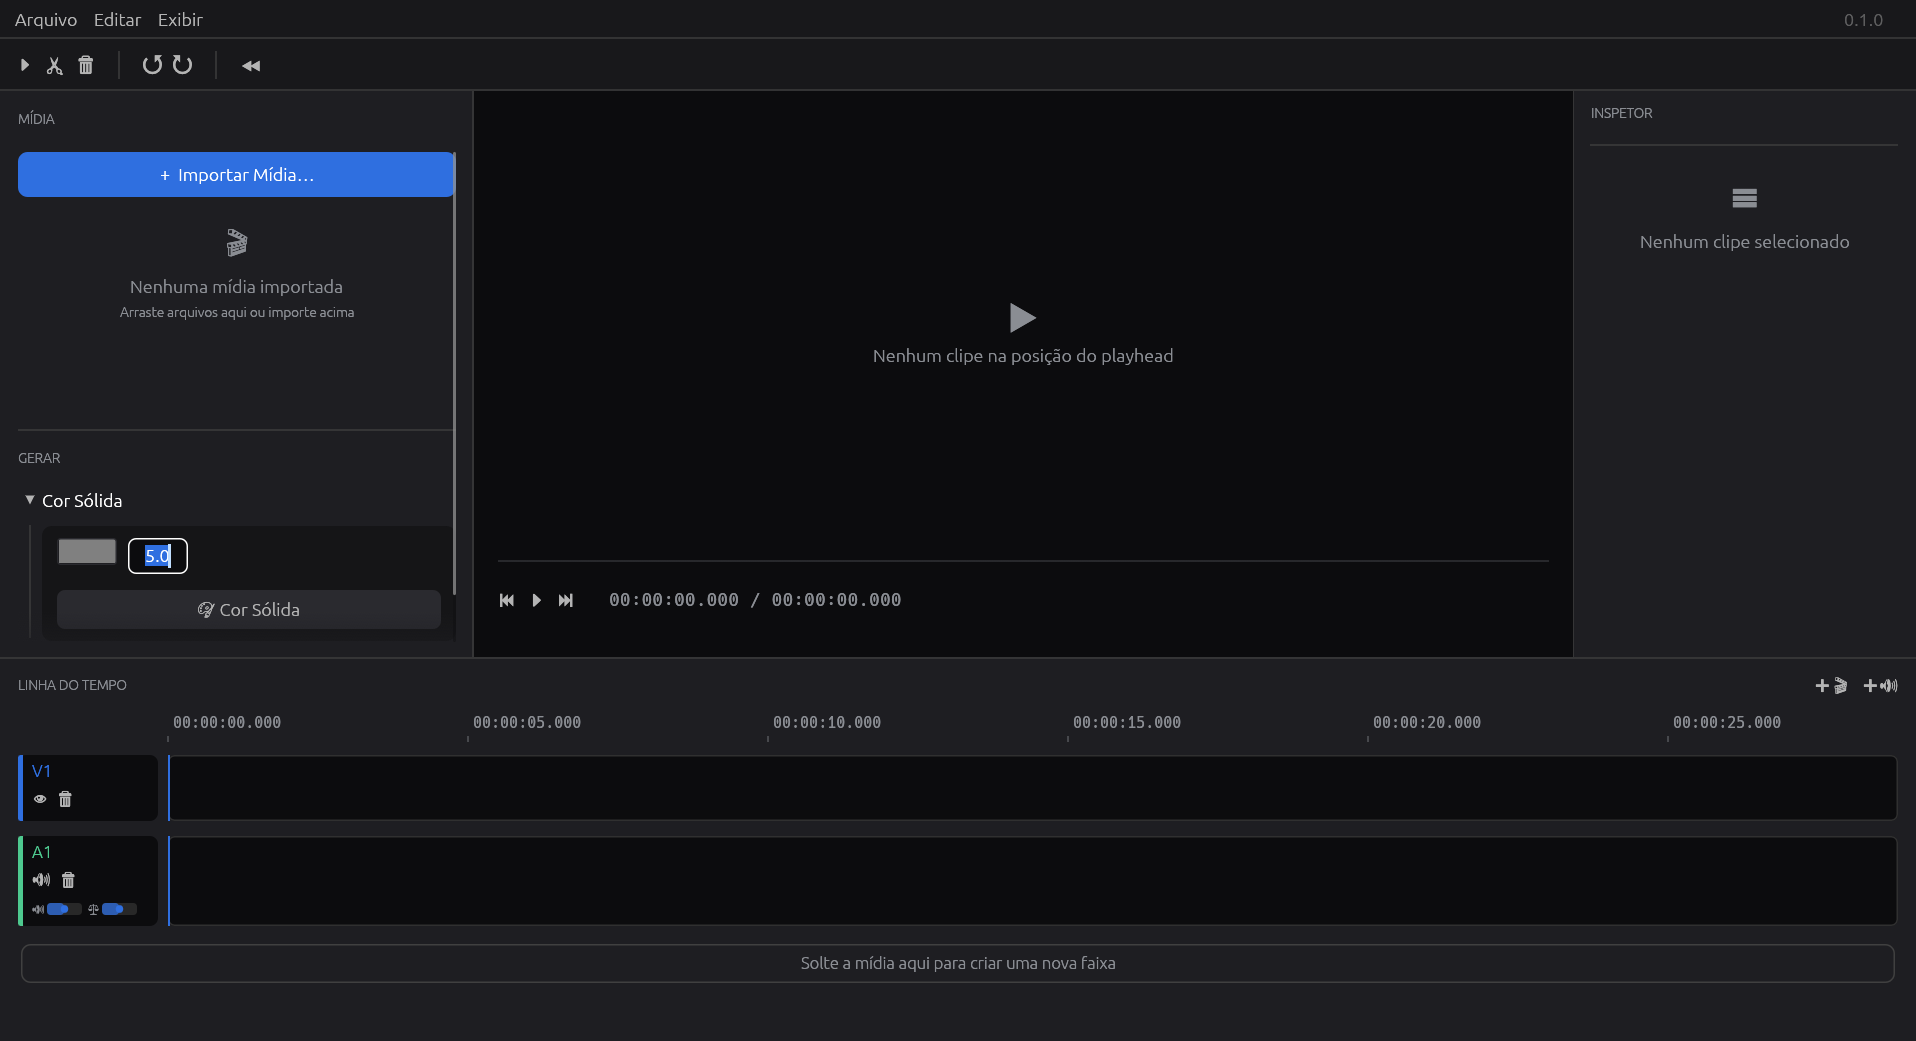 Arquivo Editar Exibir 0.1.0
MÍDIA
+ Importar Mídia...
Nenhuma mídia importada
Arraste arquivos aqui ou importe acima
GERAR
Cor Sólida
5.0
Cor Sólida
Nenhum clipe na posição do playhead
00:00:00.000 / 00:00:00.000
INSPETOR
Nenhum clipe selecionado
LINHA DO TEMPO
00:00:00.000 00:00:05.000 00:00:10.000 00:00:15.000 00:00:20.000 00:00:25.000
V1
A1
Solte a mídia aqui para criar uma nova faixa